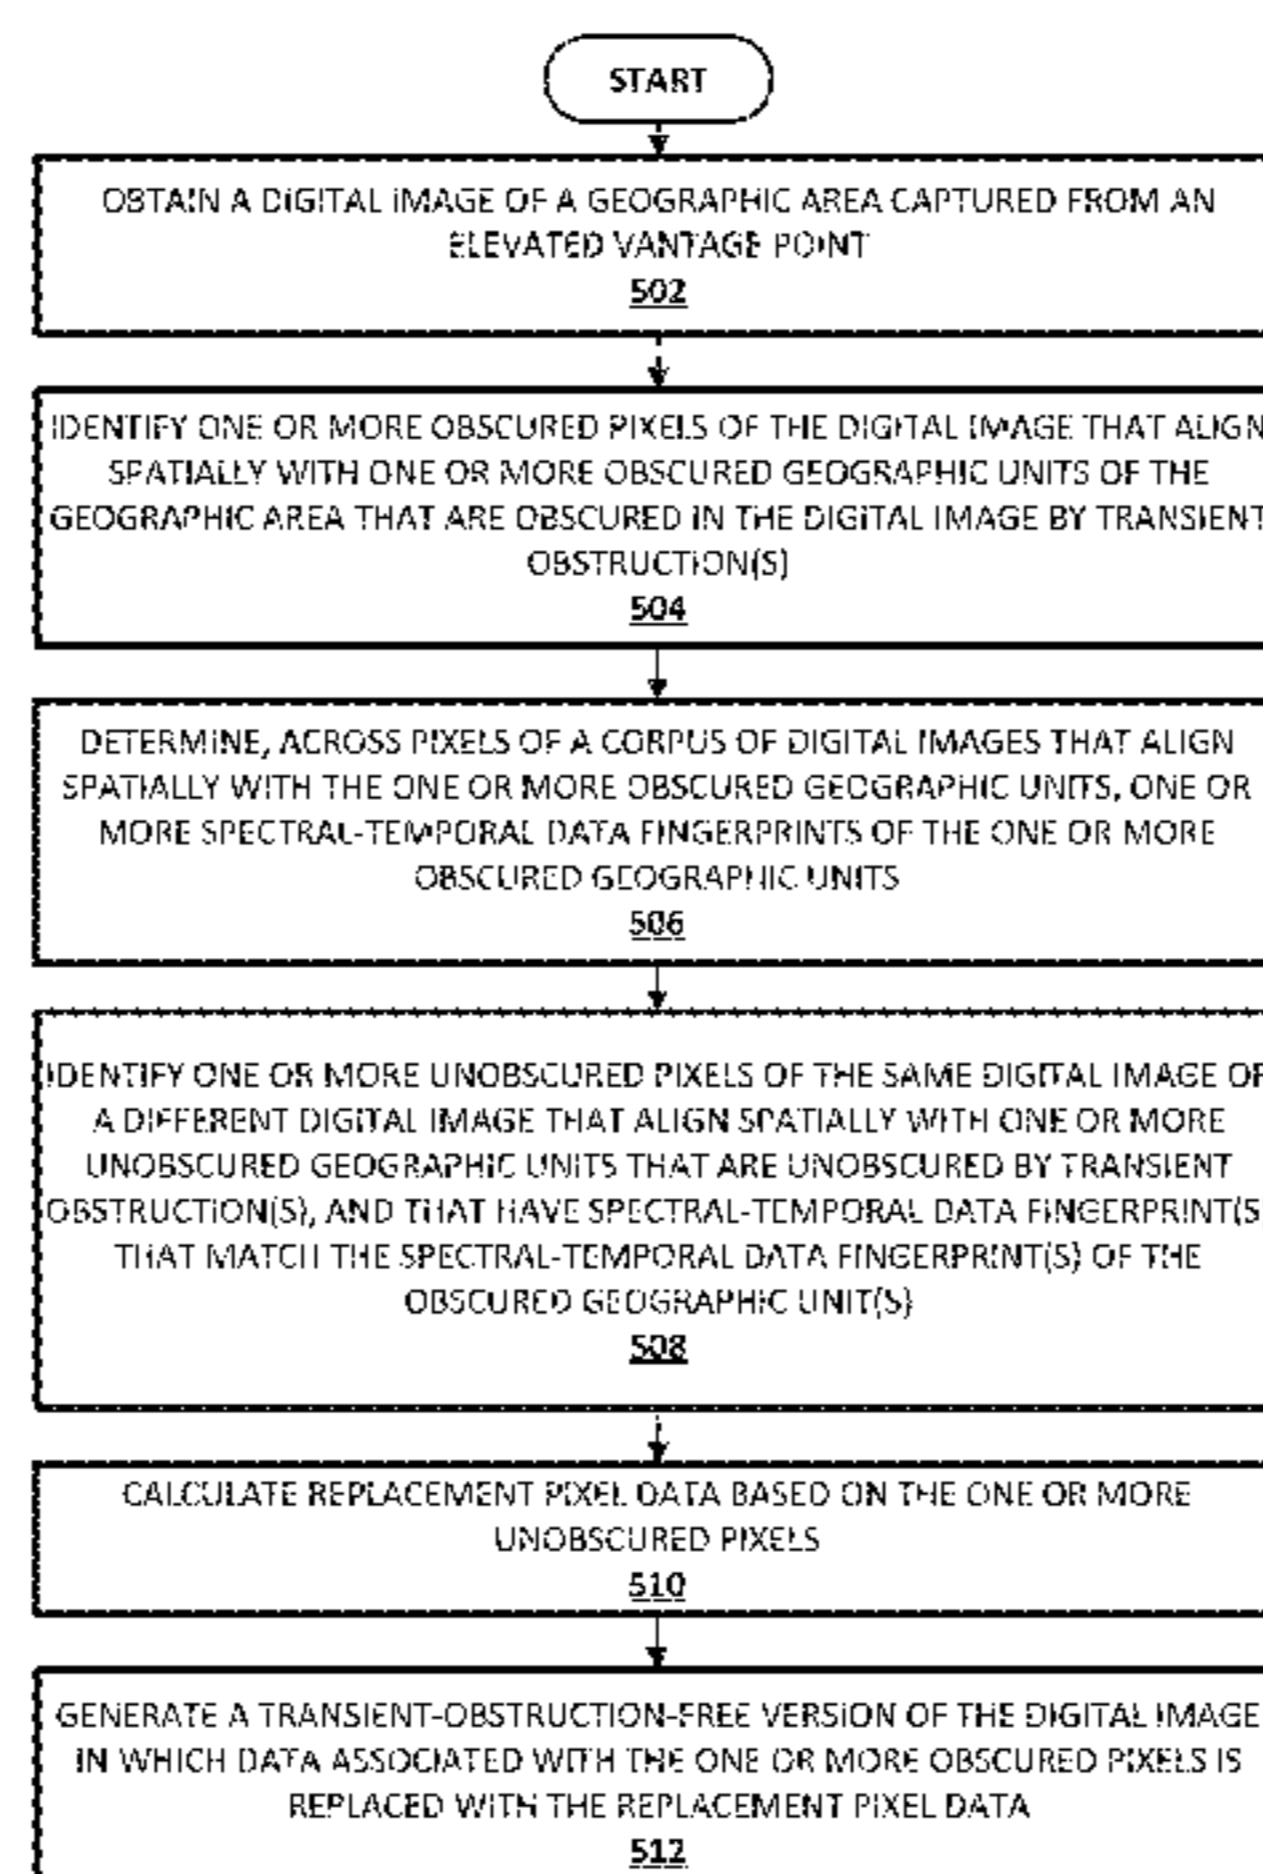 START
OBTAIN A DIGITAL IMAGE OF A GEOGRAPHIC AREA CAPTURED FROM AN
ELEVATED VANTAGE POINT
502
IDENTIFY ONE OR MORE OBSCURED PIXELS OF THE DIGITAL IMAGE THAT ALIGN
SPATIALLY WITH ONE OR MORE OBSCURED GEOGRAPHIC UNITS OF THE
GEOGRAPHIC AREA THAT ARE OBSCURED IN THE DIGITAL IMAGE BY TRANSIENT
OBSTRUCTION(S)
504
DETERMINE, ACROSS PIXELS OF A CORPUS OF DIGITAL IMAGES THAT ALIGN
SPATIALLY WITH THE ONE OR MORE OBSCURED GEOGRAPHIC UNITS, ONE OR
MORE SPECTRAL-TEMPORAL DATA FINGERPRINTS OF THE ONE OR MORE
OBSCURED GEOGRAPHIC UNITS
506
IDENTIFY ONE OR MORE UNOBSCURED PIXELS OF THE SAME DIGITAL IMAGE OR
A DIFFERENT DIGITAL IMAGE THAT ALIGN SPATIALLY WITH ONE OR MORE
UNOBSCURED GEOGRAPHIC UNITS THAT ARE UNOBSCURED BY TRANSIENT
OBSTRUCTION(S), AND THAT HAVE SPECTRAL-TEMPORAL DATA FINGERPRINT(S)
THAT MATCH THE SPECTRAL-TEMPORAL DATA FINGERPRINT(S) OF THE
OBSCURED GEOGRAPHIC UNIT(S)
508
CALCULATE REPLACEMENT PIXEL DATA BASED ON THE ONE OR MORE
UNOBSCURED PIXELS
510
GENERATE A TRANSIENT-OBSTRUCTION-FREE VERSION OF THE DIGITAL IMAGE
IN WHICH DATA ASSOCIATED WITH THE ONE OR MORE OBSCURED PIXELS IS
REPLACED WITH THE REPLACEMENT PIXEL DATA
512